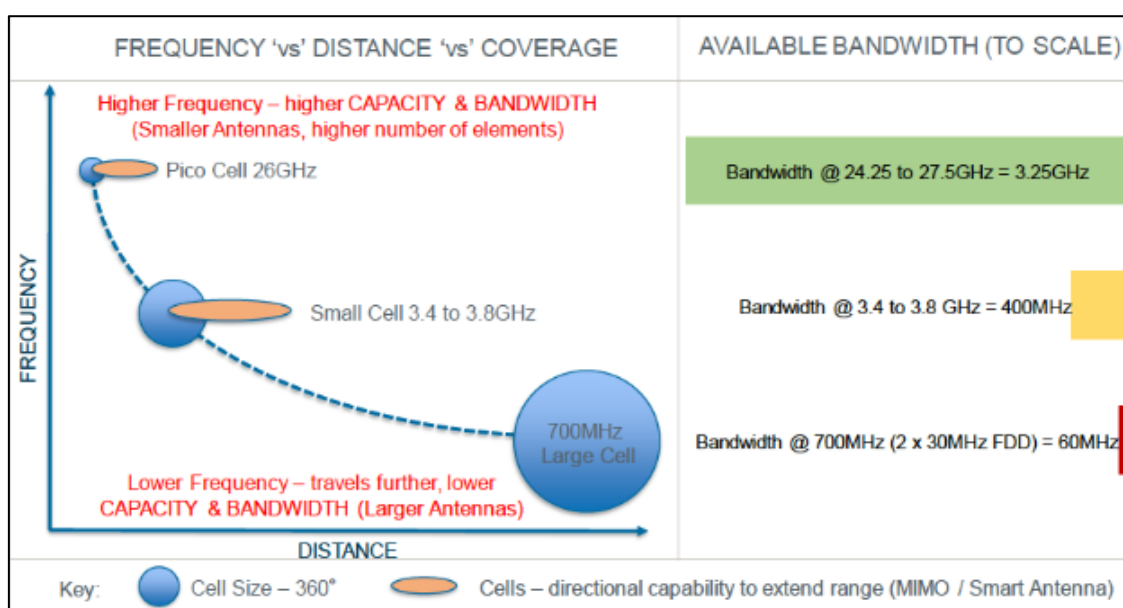 FREQUENCY ‘vs’ DISTANCE ‘vs’ COVERAGE
AVAILABLE BANDWIDTH (TO SCALE)
Higher Frequency – higher CAPACITY & BANDWIDTH
(Smaller Antennas, higher number of elements)
Pico Cell 26GHz
Small Cell 3.4 to 3.8GHz
700MHz
Large Cell
Lower Frequency – travels further, lower
CAPACITY & BANDWIDTH (Larger Antennas)
FREQUENCY
DISTANCE
Bandwidth @ 24.25 to 27.5GHz = 3.25GHz
Bandwidth @ 3.4 to 3.8 GHz = 400MHz
Bandwidth @ 700MHz (2 x 30MHz FDD) = 60MHz
Key:
Cell Size – 360°
Cells – directional capability to extend range (MIMO / Smart Antenna)